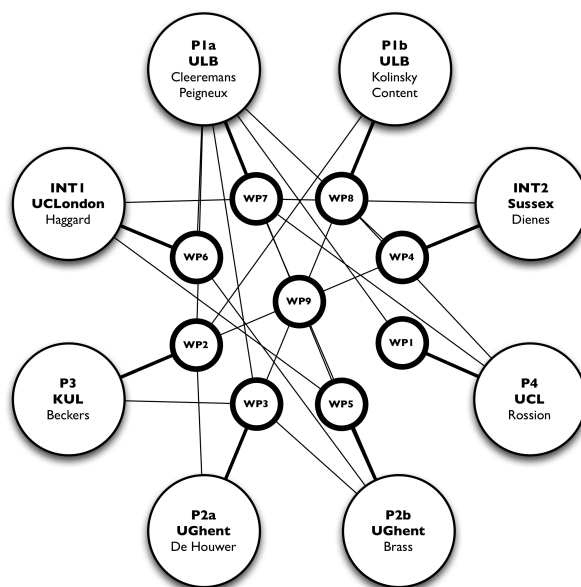 P1a
ULB
Cleeremans
Peigneux
P1b
ULB
Kolinsky
Content
INT1
UCLondon
Haggard
WP7
WP8
INT2
Sussex
Dienes
WP6
WP4
WP9
WP2
WP1
P3
KUL
Beckers
WP3
WP5
P4
UCL
Rossion
P2a
UGhent
De Houwer
P2b
UGhent
Brass